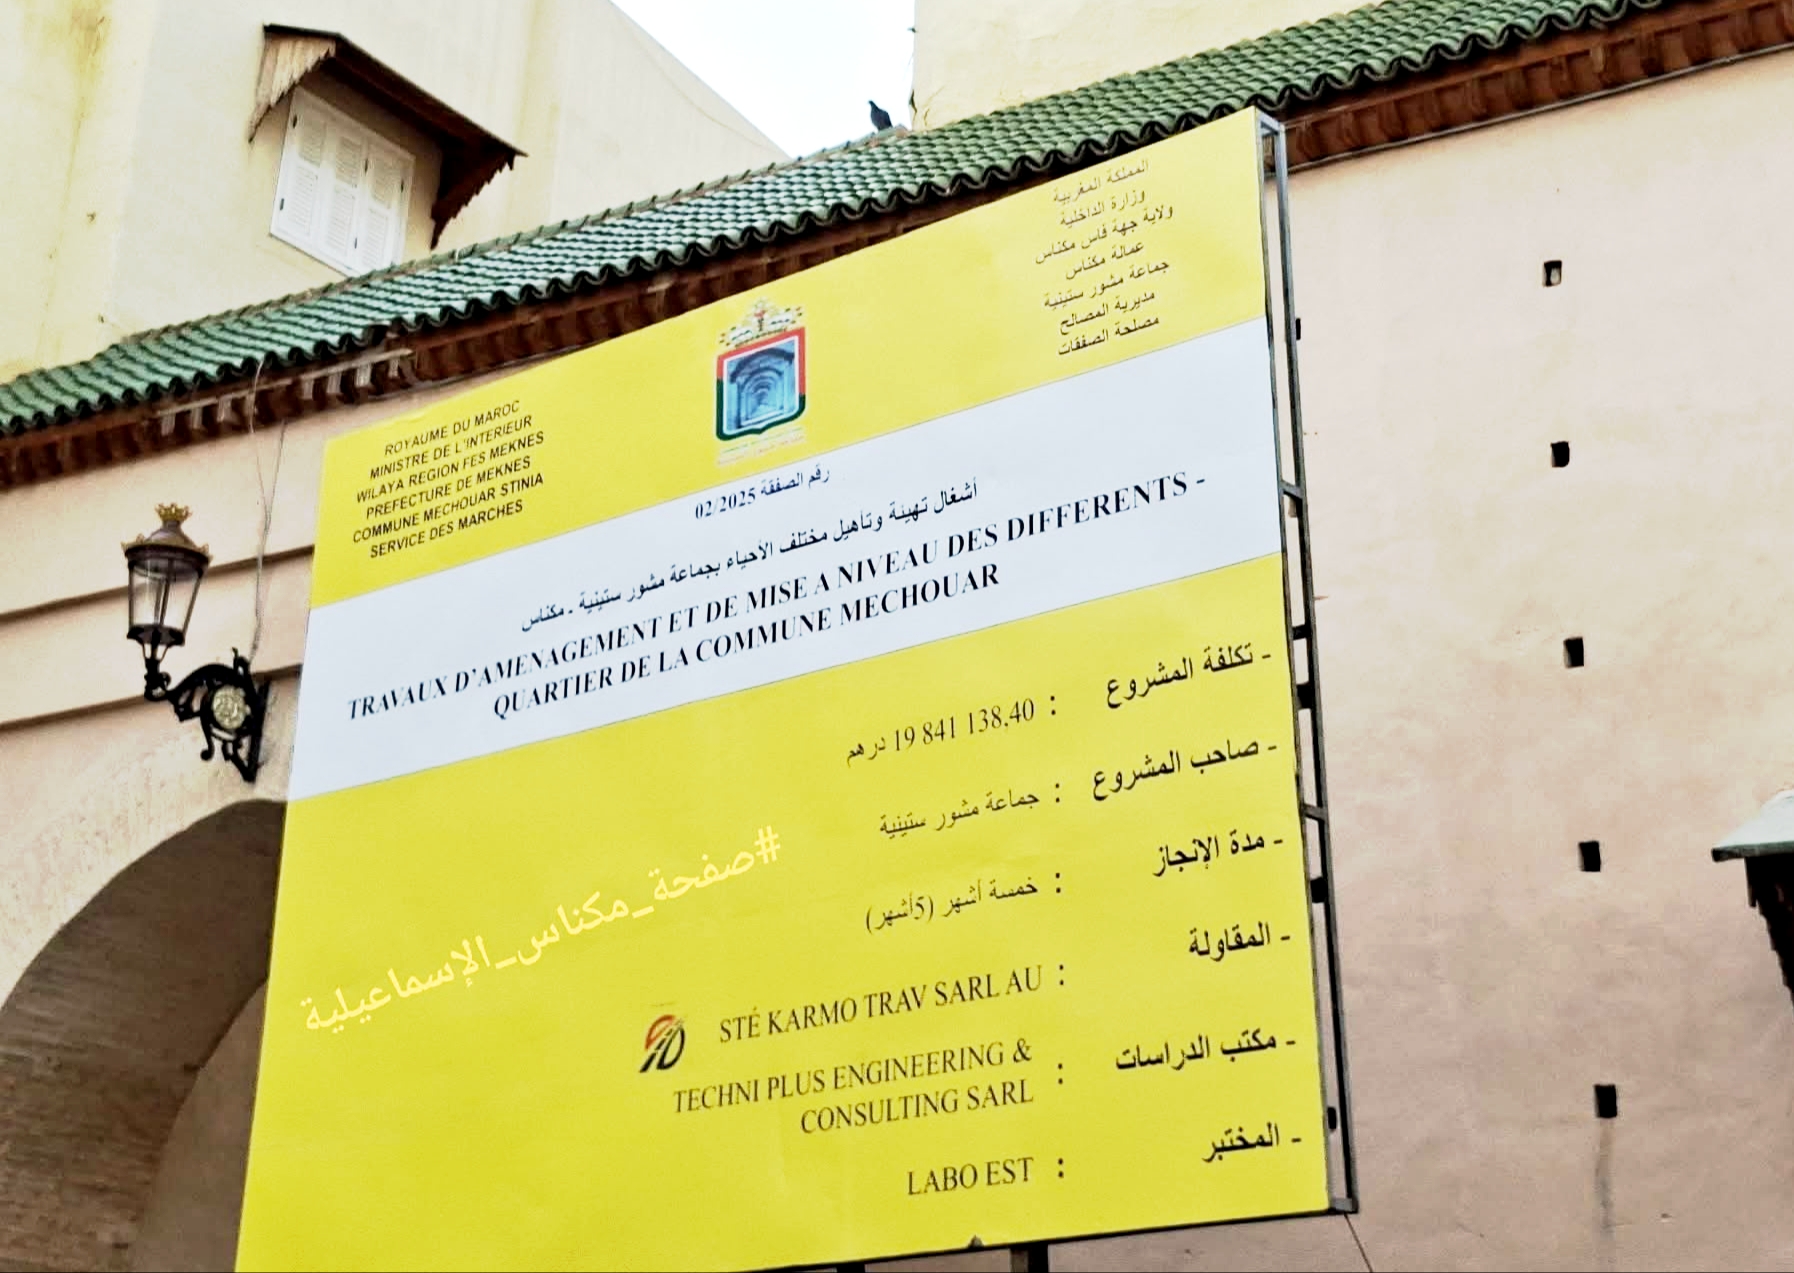 المملكة المغربية
وزارة الداخلية
ولاية جهة فاس مكناس
عمالة مكناس
جماعة مشور ستينية
مديرية المصالح
مصلحة الصفقات
ROYAUME DU MAROC
MINISTRE DE L'INTERIEUR
WILAYA REGION FES MEKNES
PREFECTURE DE MEKNES
COMMUNE MECHOUAR STINIA
SERVICE DES MARCHES
رقم الصفقة 02/2025
أشغال تهيئة وتأهيل مختلف الأحياء بجماعة مشور ستينية - مكناس
TRAVAUX D'AMENAGEMENT ET DE MISE A NIVEAU DES DIFFERENTS -
QUARTIER DE LA COMMUNE MECHOUAR
- تكلفة المشروع : 19 841 138,40 درهم
- صاحب المشروع : جماعة مشور ستينية
- مدة الإنجاز : خمسة أشهر (5أشهر)
- المقاولة : STÉ KARMO TRAV SARL AU
- مكتب الدراسات : TECHNI PLUS ENGINEERING &
CONSULTING SARL
- المختبر : LABO EST
#صفحة_مكناس_الإسماعيلية